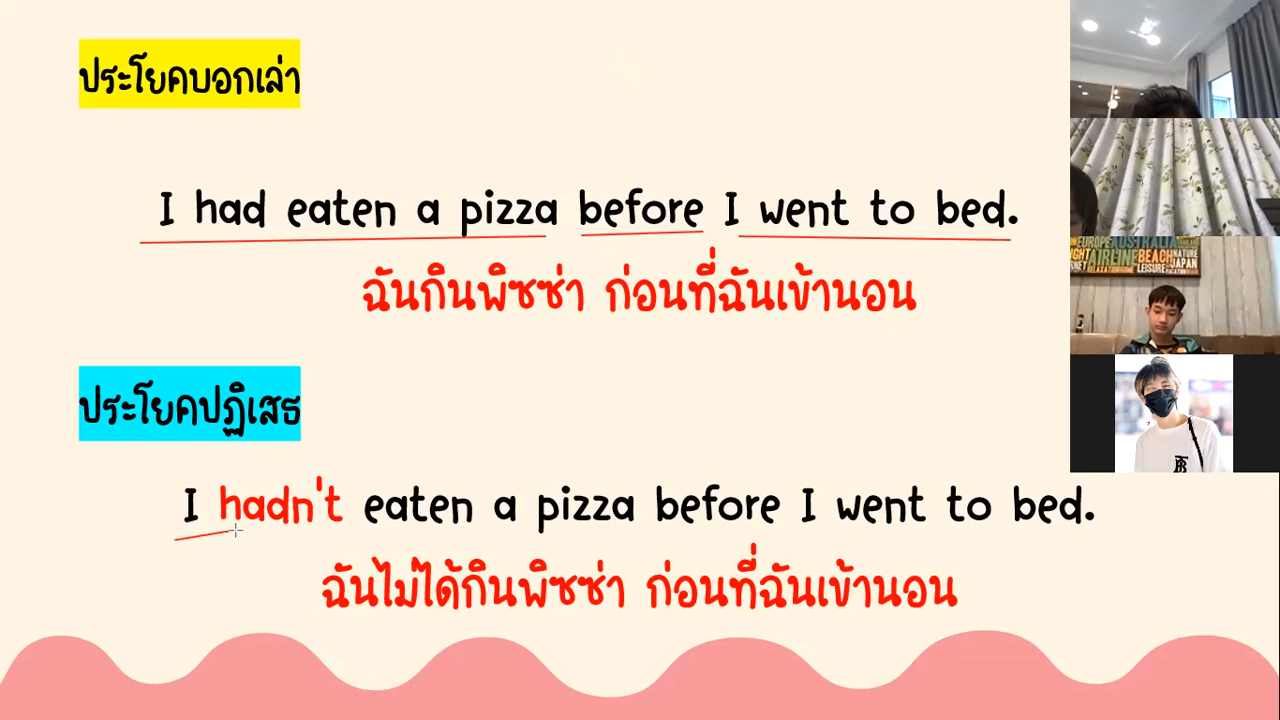 ประโยคบอกเล่า
I had eaten a pizza before I went to bed.
ฉันกินพิซซ่า ก่อนที่ฉันเข้านอน
ประโยคปฏิเสธ
I hadn't eaten a pizza before I went to bed.
ฉันไม่ได้กินพิซซ่า ก่อนที่ฉันเข้านอน
EUROPE AUSTRALIA
AIRLINE BEACH NATURE
JAPAN
LEISURE